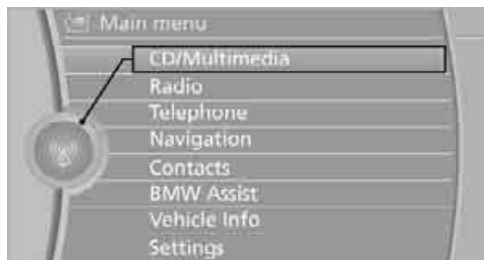 Main menu
CD/Multimedia
Radio
Telephone
Navigation
Contacts
BMW Assist
Vehicle Info
Settings